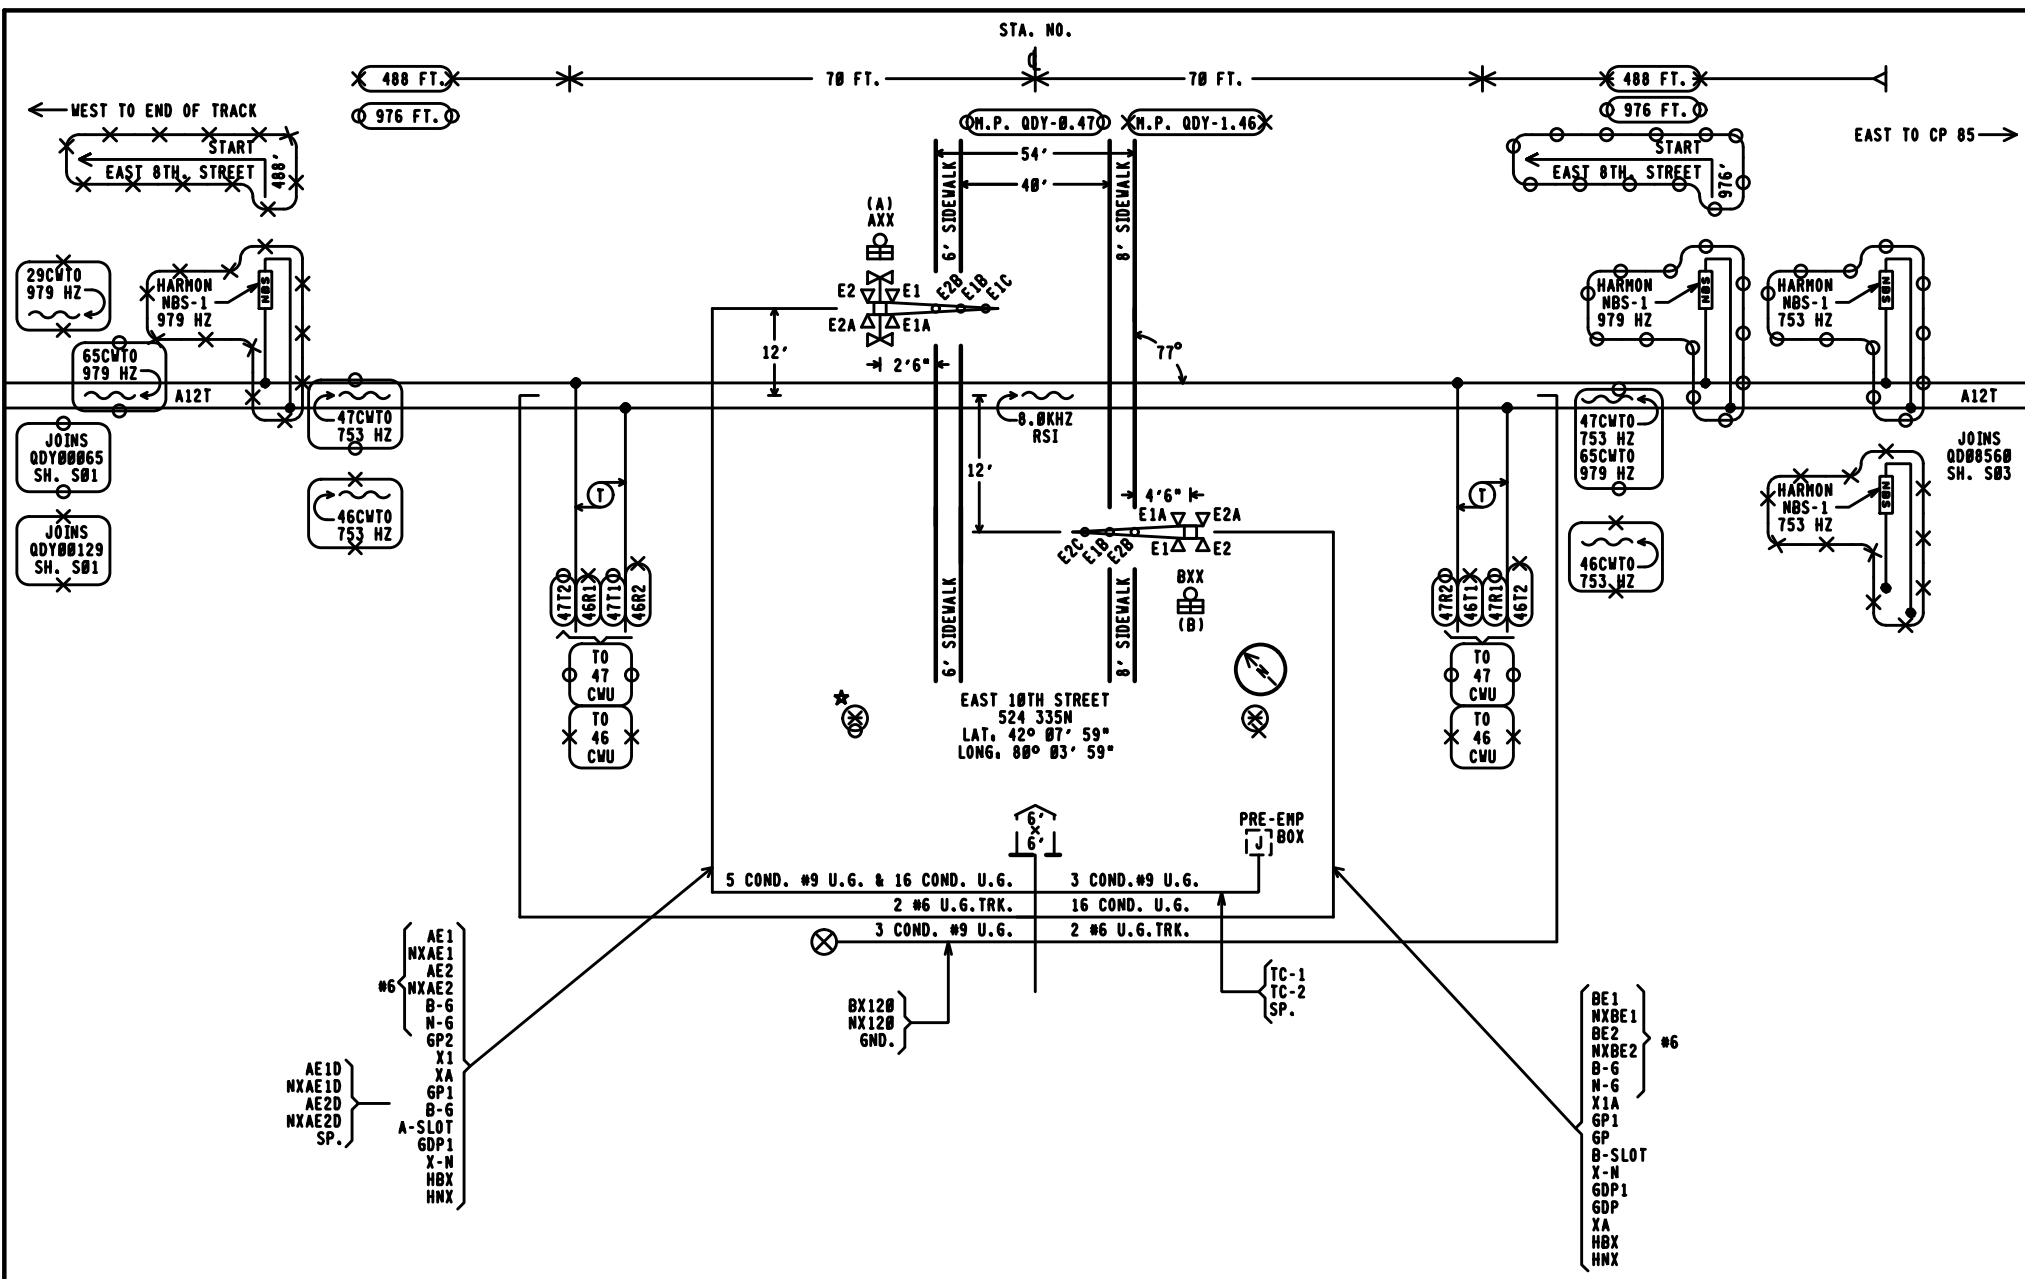 STA. NO.
488 FT.
70 FT.
70 FT.
488 FT.
976 FT.
976 FT.
WEST TO END OF TRACK
M.P. QDY-0.47
M.P. QDY-1.46
EAST TO CP 85
START
EAST 8TH. STREET
488'
54'
40'
START
EAST 8TH. STREET
976'
6' SIDEWALK
8' SIDEWALK
(A)
AXX
29CWTO
979 HZ
HARMON
NBS-1
979 HZ
NBS
E2
E1
E2A
E1A
E2B
E1B
E1C
HARMON
NBS-1
979 HZ
NBS
HARMON
NBS-1
753 HZ
NBS
12'
2'6"
77°
65CWTO
979 HZ
A12T
A12T
47CWTO
753 HZ
8.0KHZ
RSI
47CWTO
753 HZ
65CWTO
979 HZ
JOINS
QDY00065
SH. S01
JOINS
QD08560
SH. S03
46CWTO
753 HZ
T
12'
4'6"
E1A
E2A
E1
E2
E2C
E1B
E2B
T
HARMON
NBS-1
753 HZ
NBS
JOINS
QDY00129
SH. S01
46CWTO
753 HZ
47T2
46R1
47T1
46R2
BXX
(B)
47R2
46T1
47R1
46T2
6' SIDEWALK
8' SIDEWALK
TO
47
CWU
TO
46
CWU
N
TO
47
CWU
TO
46
CWU
EAST 10TH STREET
524 335N
LAT. 42° 07' 59"
LONG. 80° 03' 59"
6'
×
6'
PRE-EMP
BOX
J
5 COND. #9 U.G. & 16 COND. U.G.
3 COND.#9 U.G.
2 #6 U.G.TRK.
16 COND. U.G.
3 COND. #9 U.G.
2 #6 U.G.TRK.
#6
AE1
NXAE1
AE2
NXAE2
B-G
N-G
GP2
X1
XA
GP1
B-G
A-SLOT
GDP1
X-N
HBX
HNX
AE1D
NXAE1D
AE2D
NXAE2D
SP.
BX120
NX120
GND.
TC-1
TC-2
SP.
BE1
NXBE1
BE2
NXBE2
B-G
N-G
X1A
GP1
GP
B-SLOT
X-N
GDP1
GDP
XA
HBX
HNX
#6